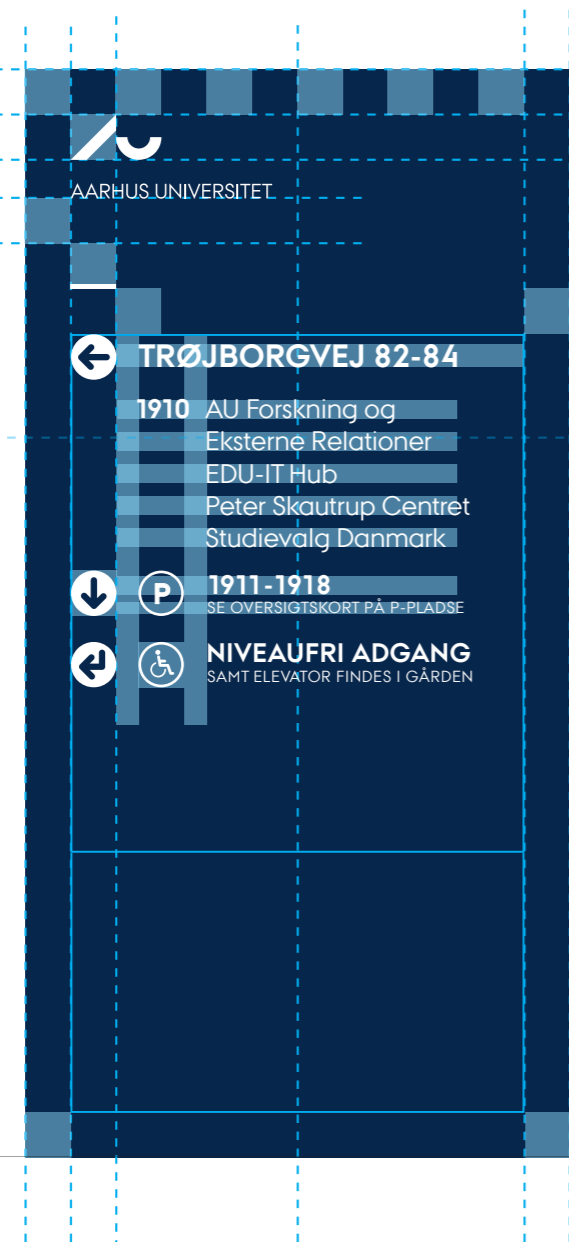 AARHUS UNIVERSITET
TRØJBORGVEJ 82-84
1910 AU Forskning og
Eksterne Relationer
EDU-IT Hub
Peter Skautrup Centret
Studievalg Danmark
P 1911-1918
SE OVERSIGTSKORT PÅ P-PLADSE
NIVEAUFRI ADGANG
SAMT ELEVATOR FINDES I GÅRDEN